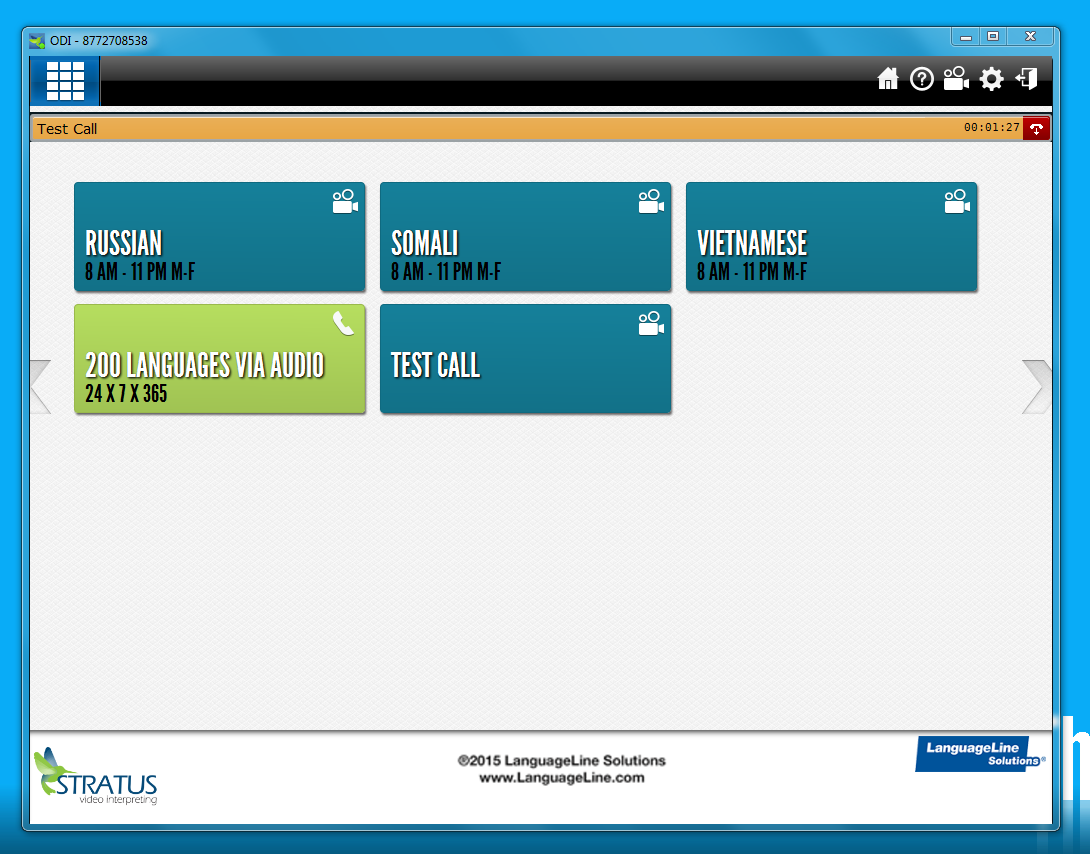 ODI - 8772708538
Test Call
00:01:27
RUSSIAN
8 AM - 11 PM M-F
SOMALI
8 AM - 11 PM M-F
VIETNAMESE
8 AM - 11 PM M-F
200 LANGUAGES VIA AUDIO
24 X 7 X 365
TEST CALL
STRATUS
video interpreting
©2015 LanguageLine Solutions
www.LanguageLine.com
LanguageLine
Solutions®
h